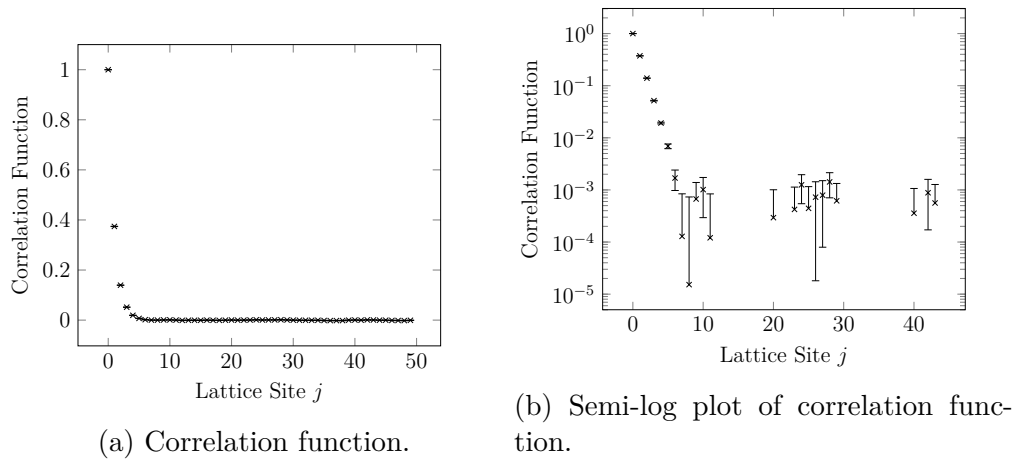 1
0.8
0.6
0.4
0.2
0
Correlation Function
0 10 20 30 40 50
Lattice Site j
(a) Correlation function.
10^0
10^−1
10^−2
10^−3
10^−4
10^−5
Correlation Function
0 10 20 30 40
Lattice Site j
(b) Semi-log plot of correlation func-
tion.